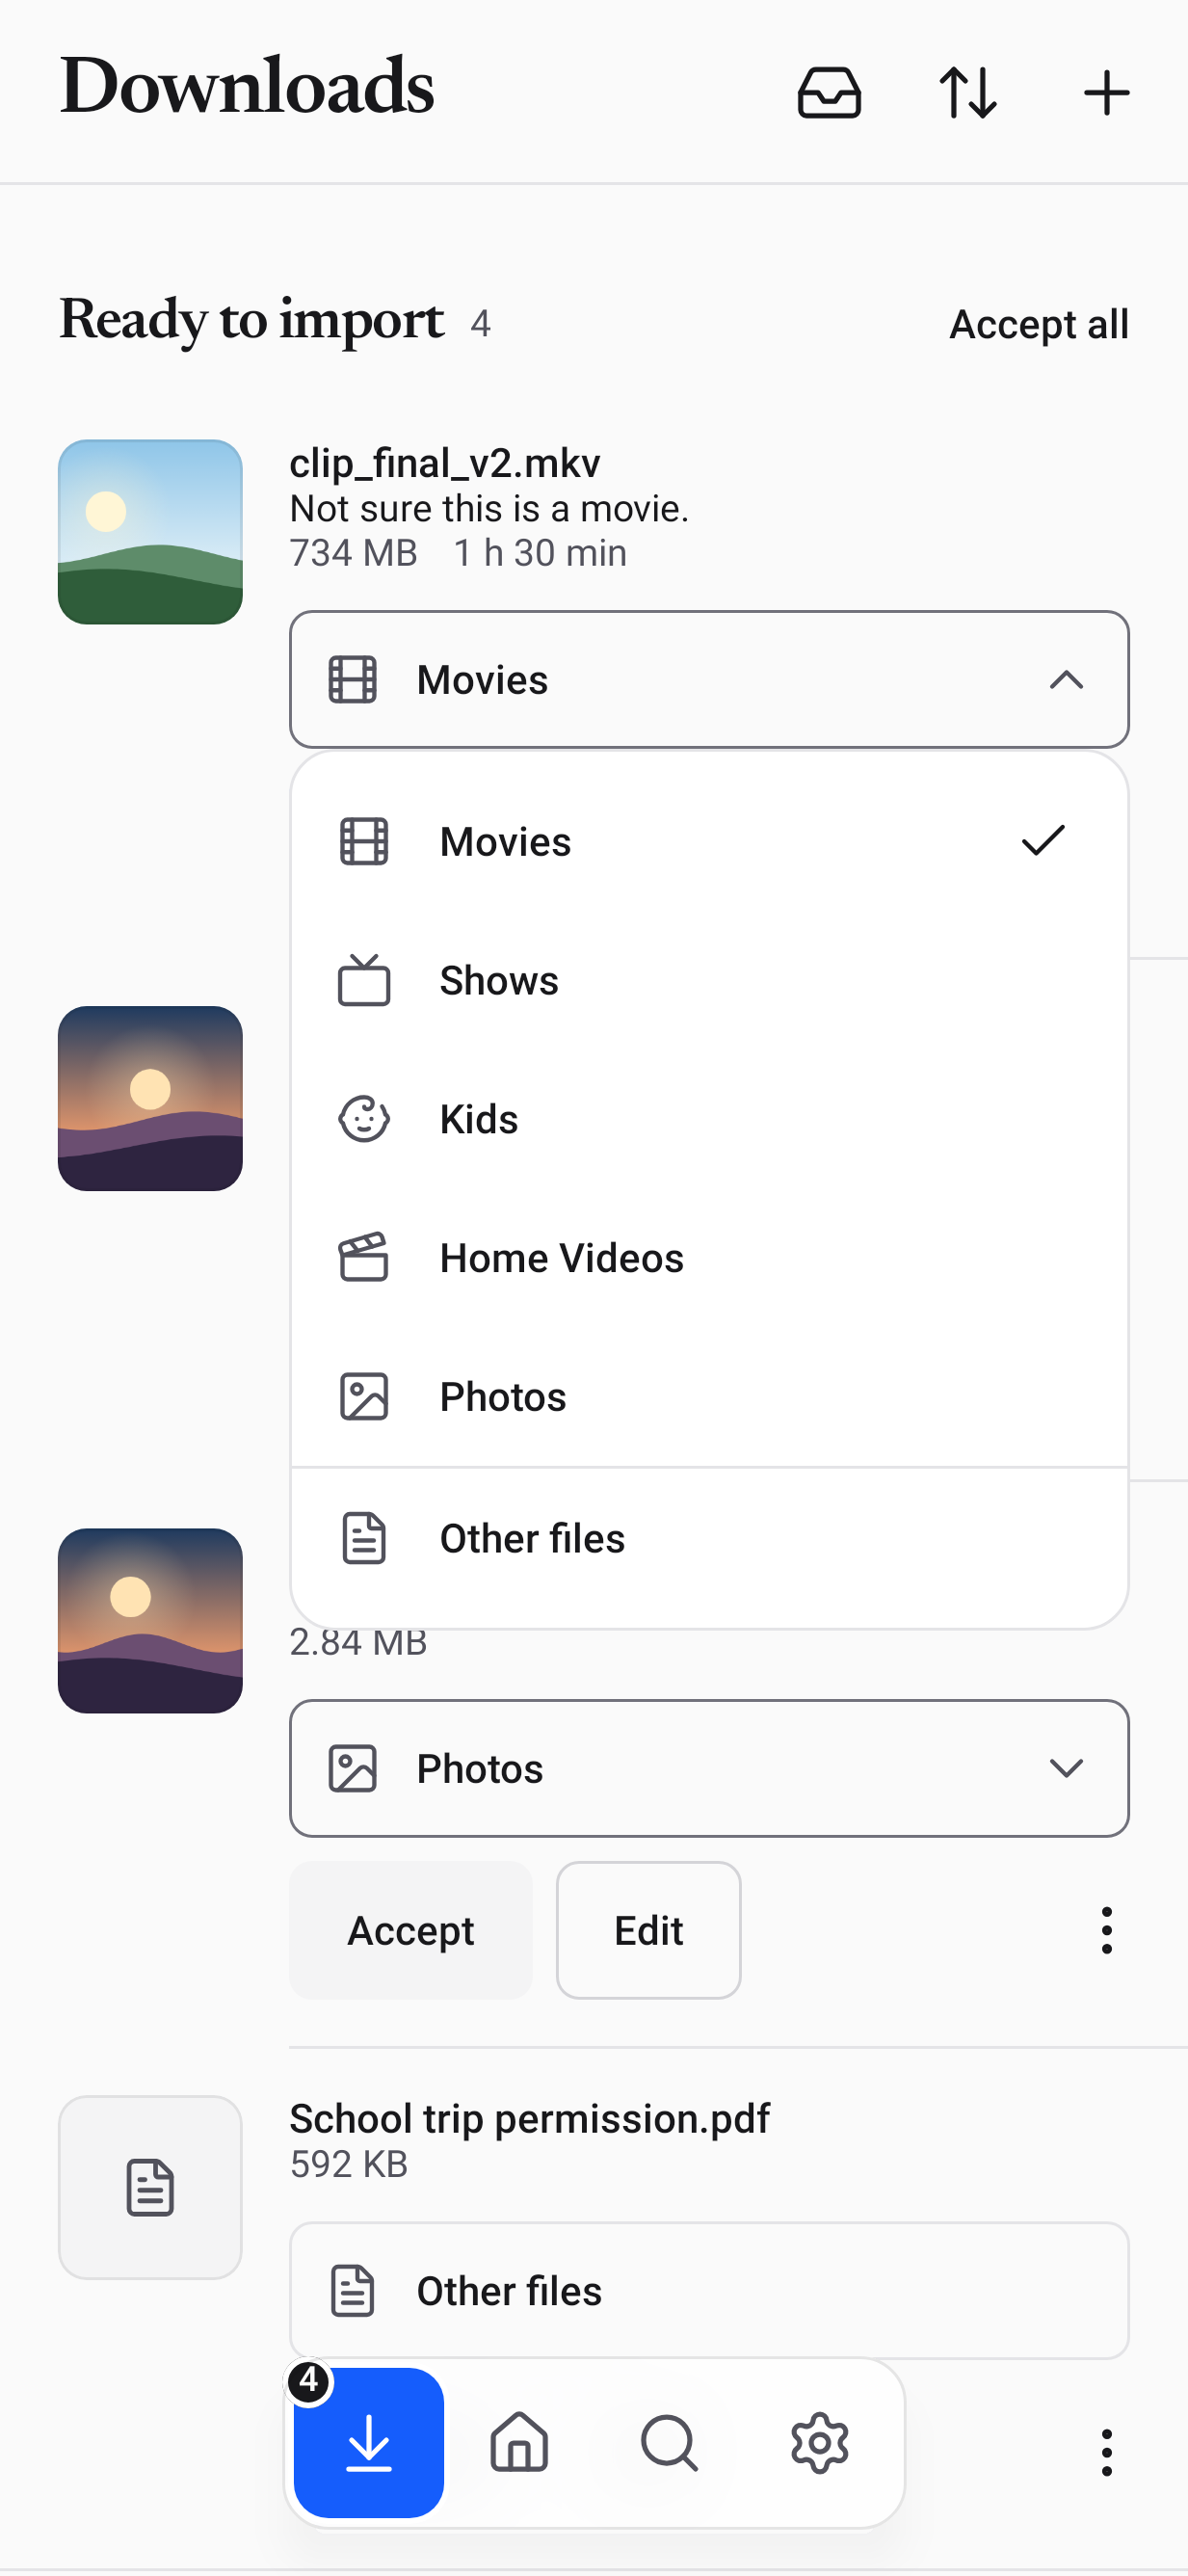 Downloads
Ready to import 4
Accept all
clip_final_v2.mkv
Not sure this is a movie.
734 MB 1 h 30 min
Movies
Movies
Shows
Kids
Home Videos
Photos
Other files
2.84 MB
Photos
Accept
Edit
School trip permission.pdf
592 KB
Other files
4